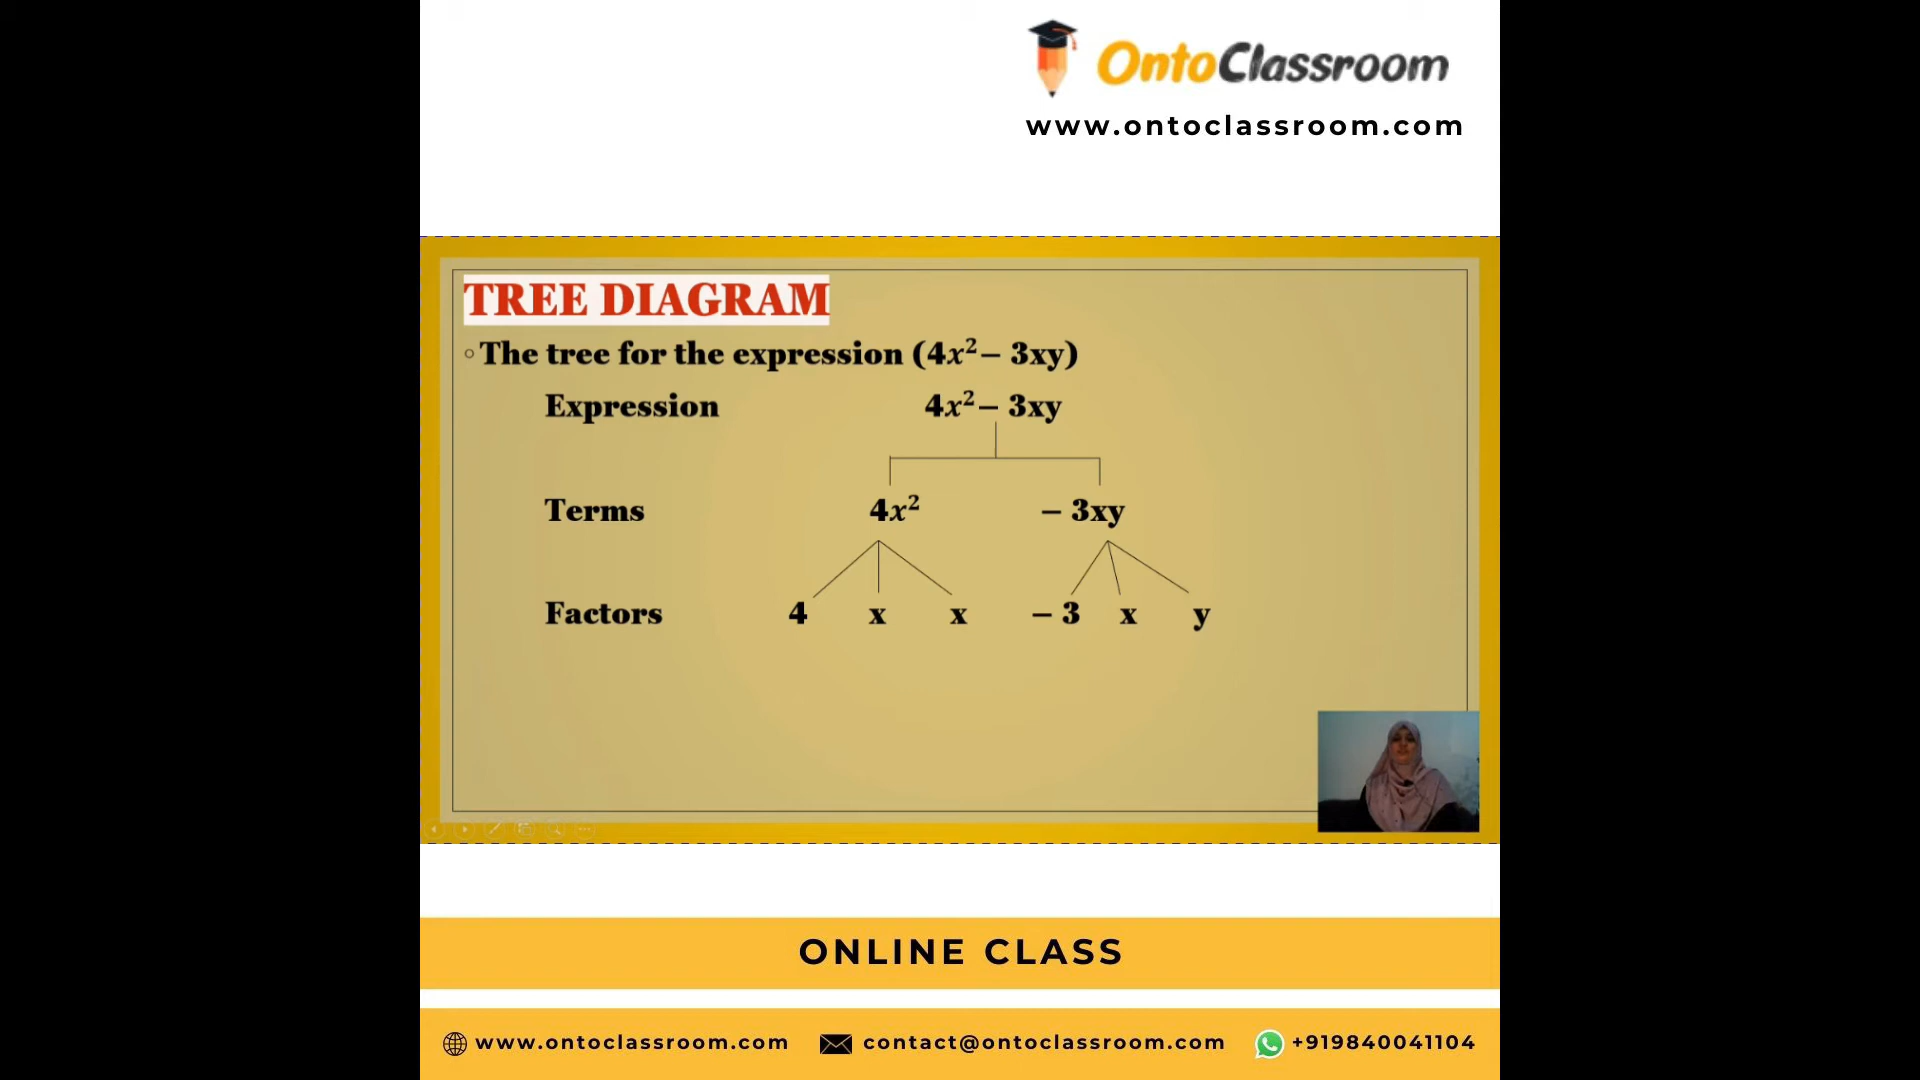 OntoClassroom
www.ontoclassroom.com
TREE DIAGRAM
The tree for the expression (4x² – 3xy)
Expression 4x² – 3xy
Terms 4x² – 3xy
Factors 4 x x – 3 x y
ONLINE CLASS
www.ontoclassroom.com contact@ontoclassroom.com +919840041104